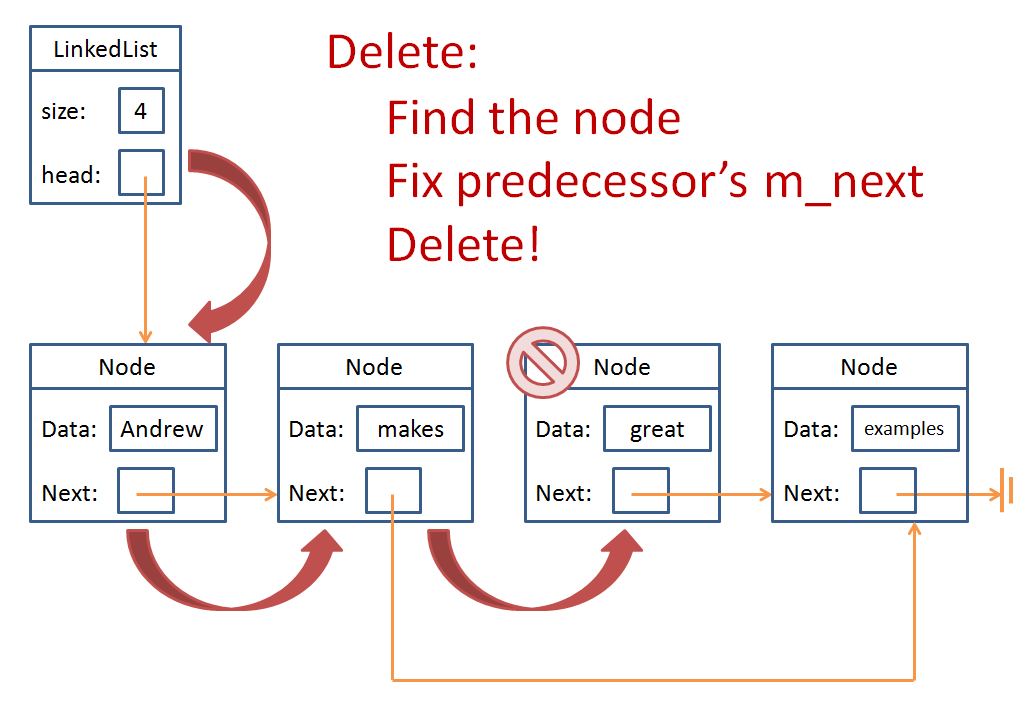 LinkedList
size: 4
head:
Delete:
Find the node
Fix predecessor’s m_next
Delete!
Node
Data: Andrew
Next:
Node
Data: makes
Next:
Node
Data: great
Next:
Node
Data: examples
Next: